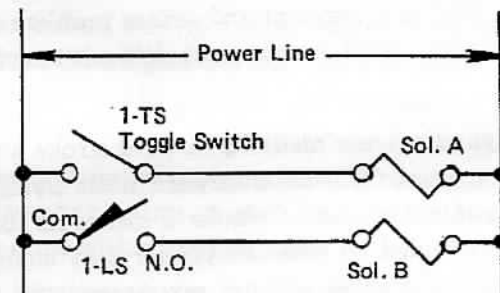 Power Line
1-TS
Toggle Switch
Sol. A
Com.
1-LS
N.O.
Sol. B